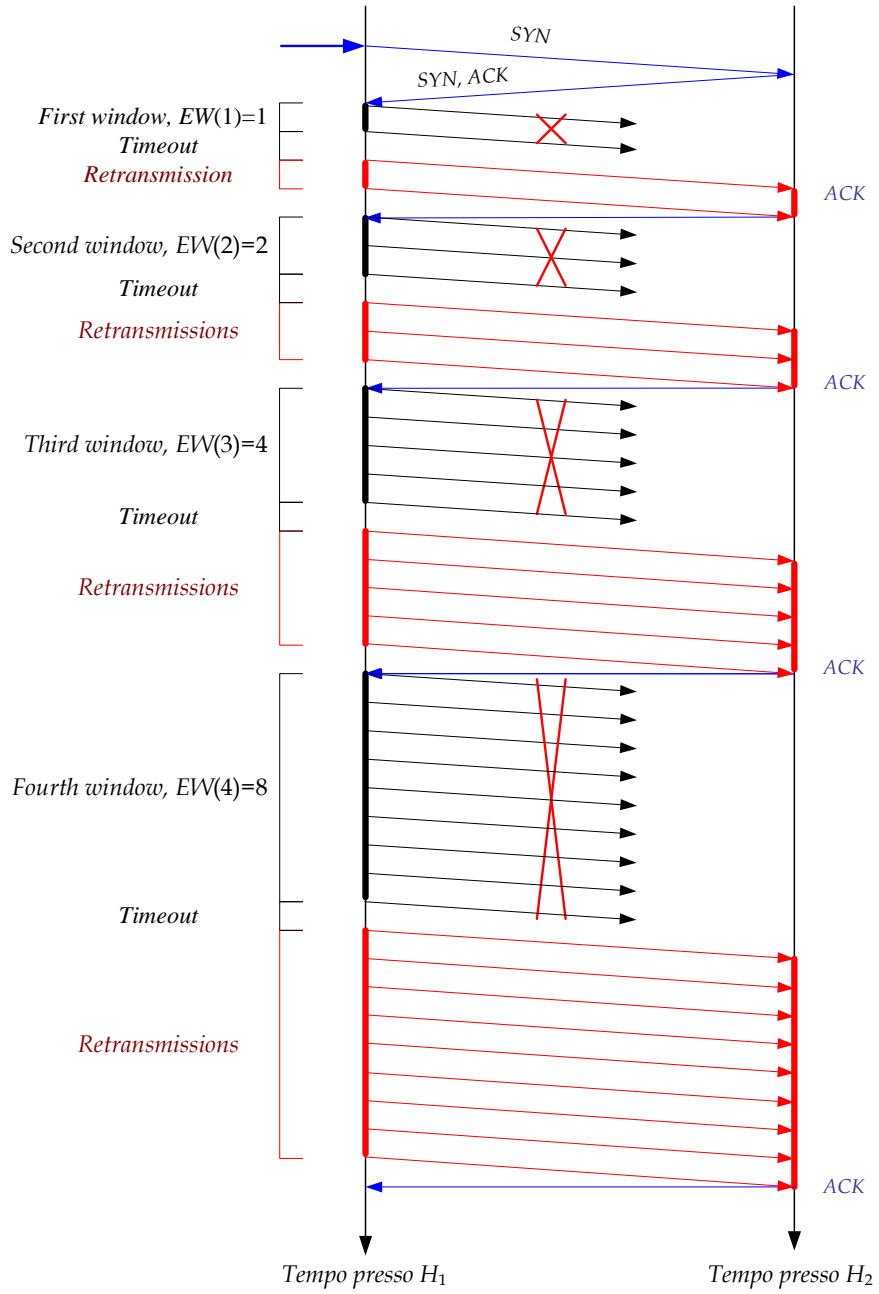 SYN
SYN, ACK
First window, EW(1)=1
Timeout
Retransmission
ACK
Second window, EW(2)=2
Timeout
Retransmissions
ACK
Third window, EW(3)=4
Timeout
Retransmissions
ACK
Fourth window, EW(4)=8
Timeout
Retransmissions
ACK
Tempo presso H₁
Tempo presso H₂